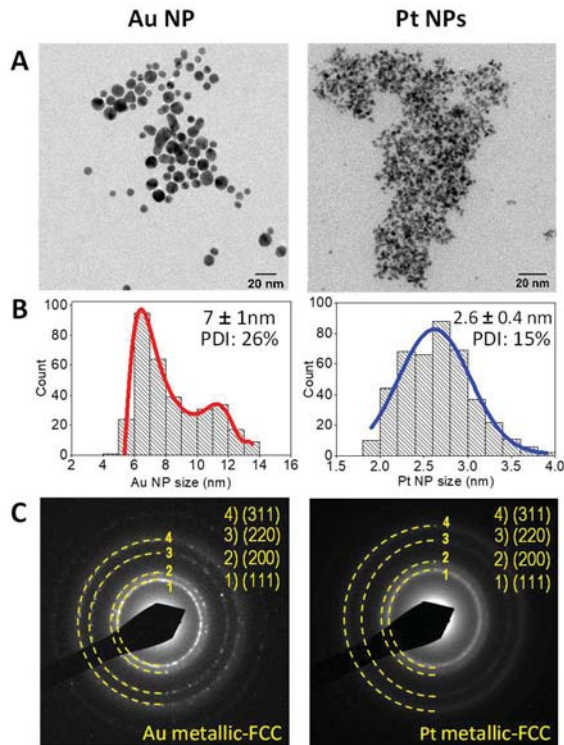 Au NP
Pt NPs
A
20 nm
20 nm
B
7 ± 1nm
PDI: 26%
Count
100
80
60
40
20
0
2 4 6 8 10 12 14 16
Au NP size (nm)
2.6 ± 0.4 nm
PDI: 15%
Count
100
80
60
40
20
0
1.5 2.0 2.5 3.0 3.5 4.0
Pt NP size (nm)
C
4
3
2
1
4) (311)
3) (220)
2) (200)
1) (111)
Au metallic-FCC
4
3
2
1
4) (311)
3) (220)
2) (200)
1) (111)
Pt metallic-FCC